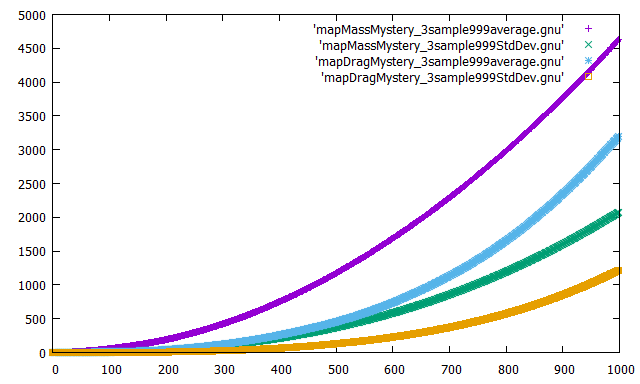 5000
4500
4000
3500
3000
2500
2000
1500
1000
500
0
'mapMassMystery_3sample999average.gnu'
'mapMassMystery_3sample999StdDev.gnu'
'mapDragMystery_3sample999average.gnu'
'mapDragMystery_3sample999StdDev.gnu'
0 100 200 300 400 500 600 700 800 900 1000